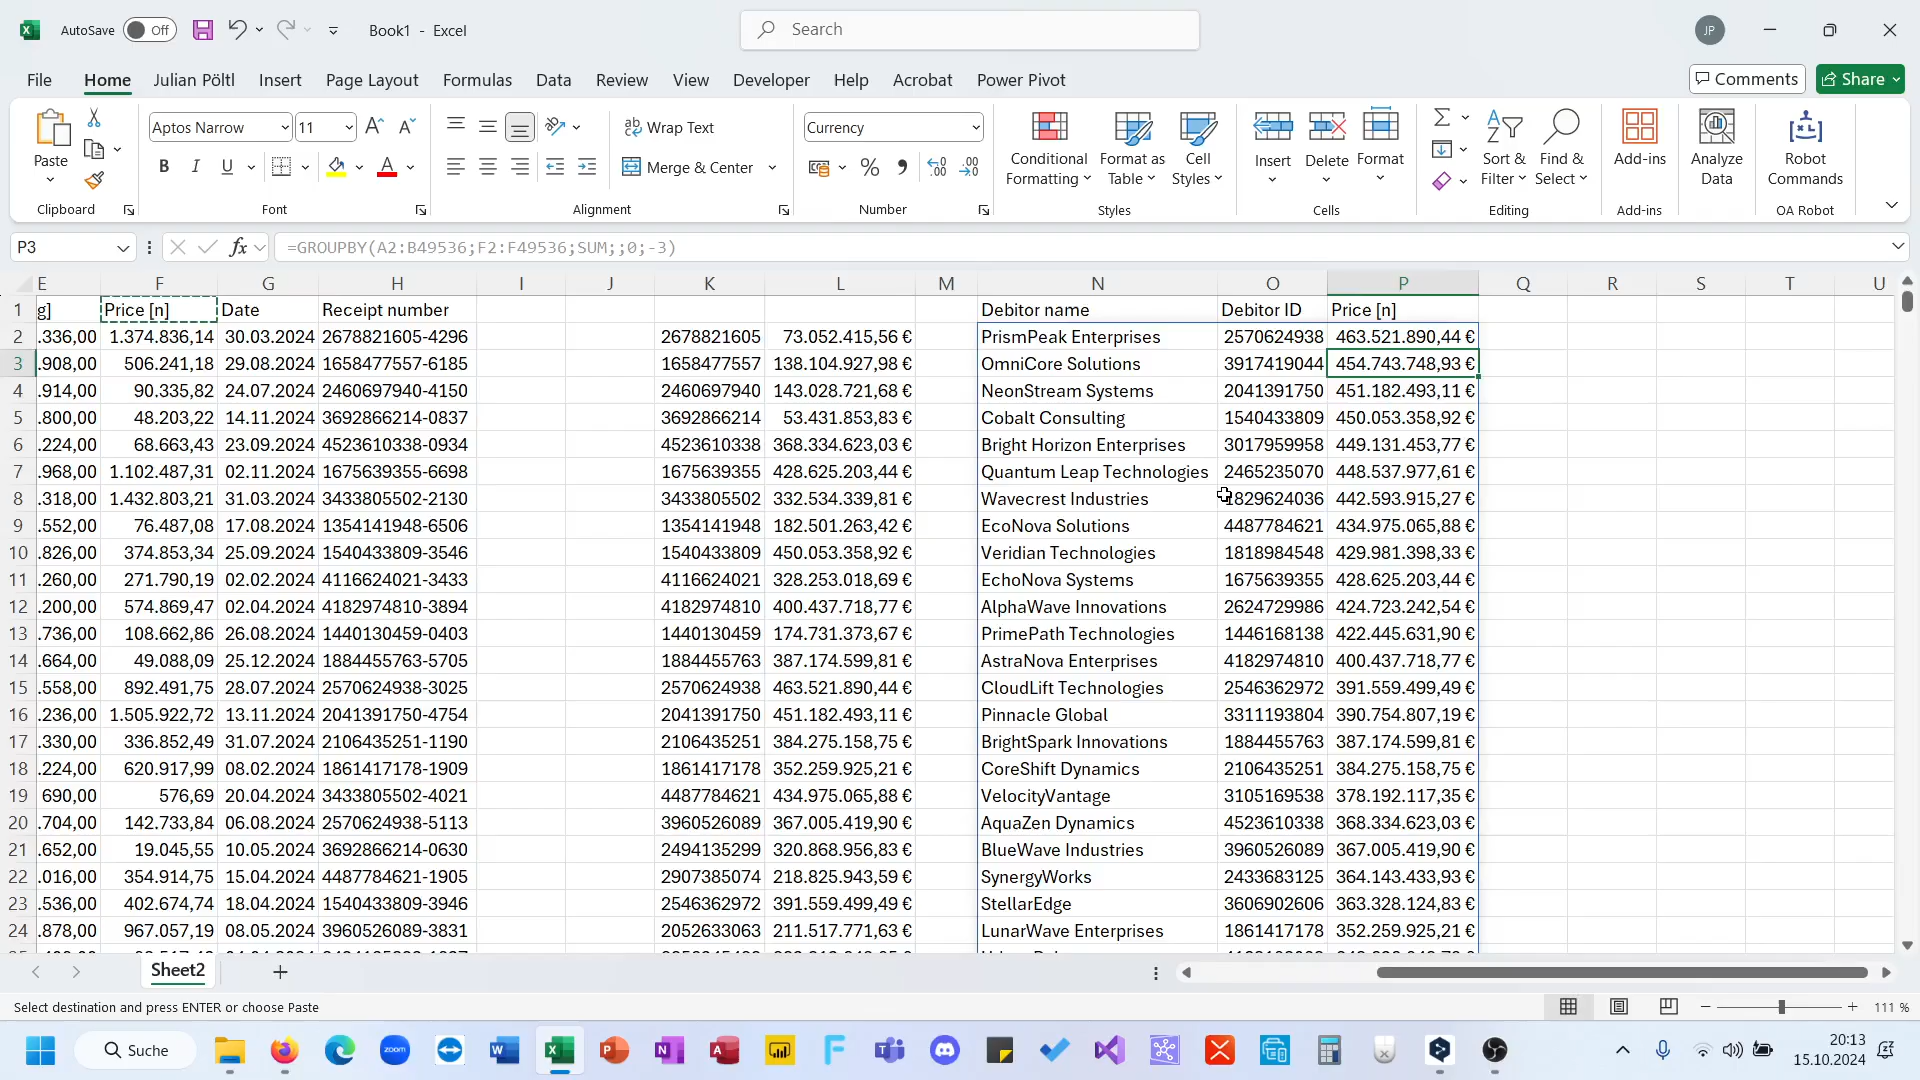 AutoSave Off Book1 - Excel Search JP
File Home Julian Pöltl Insert Page Layout Formulas Data Review View Developer Help Acrobat Power Pivot Comments Share
Paste
Clipboard
Aptos Narrow 11
B I U
Font
Wrap Text
Merge & Center
Alignment
Currency
Number
Conditional Formatting
Format as Table
Cell Styles
Styles
Insert
Delete
Format
Cells
Sort & Filter
Find & Select
Editing
Add-ins
Add-ins
Analyze Data
Robot Commands
OA Robot
P3 fx =GROUPBY(A2:B49536;F2:F49536;SUM;;0;-3)
E F G H I J K L M N O P Q R S T U
1 g] Price [n] Date Receipt number Debitor name Debitor ID Price [n]
2 .336,00 1.374.836,14 30.03.2024 2678821605-4296 2678821605 73.052.415,56 € PrismPeak Enterprises 2570624938 463.521.890,44 €
3 .908,00 506.241,18 29.08.2024 1658477557-6185 1658477557 138.104.927,98 € OmniCore Solutions 3917419044 454.743.748,93 €
4 .914,00 90.335,82 24.07.2024 2460697940-4150 2460697940 143.028.721,68 € NeonStream Systems 2041391750 451.182.493,11 €
5 .800,00 48.203,22 14.11.2024 3692866214-0837 3692866214 53.431.853,83 € Cobalt Consulting 1540433809 450.053.358,92 €
6 .224,00 68.663,43 23.09.2024 4523610338-0934 4523610338 368.334.623,03 € Bright Horizon Enterprises 3017959958 449.131.453,77 €
7 .968,00 1.102.487,31 02.11.2024 1675639355-6698 1675639355 428.625.203,44 € Quantum Leap Technologies 2465235070 448.537.977,61 €
8 .318,00 1.432.803,21 31.03.2024 3433805502-2130 3433805502 332.534.339,81 € Wavecrest Industries 1829624036 442.593.915,27 €
9 .552,00 76.487,08 17.08.2024 1354141948-6506 1354141948 182.501.263,42 € EcoNova Solutions 4487784621 434.975.065,88 €
10 .826,00 374.853,34 25.09.2024 1540433809-3546 1540433809 450.053.358,92 € Veridian Technologies 1818984548 429.981.398,33 €
11 .260,00 271.790,19 02.02.2024 4116624021-3433 4116624021 328.253.018,69 € EchoNova Systems 1675639355 428.625.203,44 €
12 .200,00 574.869,47 02.04.2024 4182974810-3894 4182974810 400.437.718,77 € AlphaWave Innovations 2624729986 424.723.242,54 €
13 .736,00 108.662,86 26.08.2024 1440130459-0403 1440130459 174.731.373,67 € PrimePath Technologies 1446168138 422.445.631,90 €
14 .664,00 49.088,09 25.12.2024 1884455763-5705 1884455763 387.174.599,81 € AstraNova Enterprises 4182974810 400.437.718,77 €
15 .558,00 892.491,75 28.07.2024 2570624938-3025 2570624938 463.521.890,44 € CloudLift Technologies 2546362972 391.559.499,49 €
16 .236,00 1.505.922,72 13.11.2024 2041391750-4754 2041391750 451.182.493,11 € Pinnacle Global 3311193804 390.754.807,19 €
17 .330,00 336.852,49 31.07.2024 2106435251-1190 2106435251 384.275.158,75 € BrightSpark Innovations 1884455763 387.174.599,81 €
18 .224,00 620.917,99 08.02.2024 1861417178-1909 1861417178 352.259.925,21 € CoreShift Dynamics 2106435251 384.275.158,75 €
19 690,00 576,69 20.04.2024 3433805502-4021 4487784621 434.975.065,88 € VelocityVantage 3105169538 378.192.117,35 €
20 .704,00 142.733,84 06.08.2024 2570624938-5113 3960526089 367.005.419,90 € AquaZen Dynamics 4523610338 368.334.623,03 €
21 .652,00 19.045,55 10.05.2024 3692866214-0630 2494135299 320.868.956,83 € BlueWave Industries 3960526089 367.005.419,90 €
22 .016,00 354.914,75 15.04.2024 4487784621-1905 2907385074 218.825.943,59 € SynergyWorks 2433683125 364.143.433,93 €
23 .536,00 402.674,74 18.04.2024 1540433809-3946 2546362972 391.559.499,49 € StellarEdge 3606902606 363.328.124,83 €
24 .878,00 967.057,19 08.05.2024 3960526089-3831 2052633063 211.517.771,63 € LunarWave Enterprises 1861417178 352.259.925,21 €
Sheet2
Select destination and press ENTER or choose Paste 111 %
Suche zoom 20:13
15.10.2024